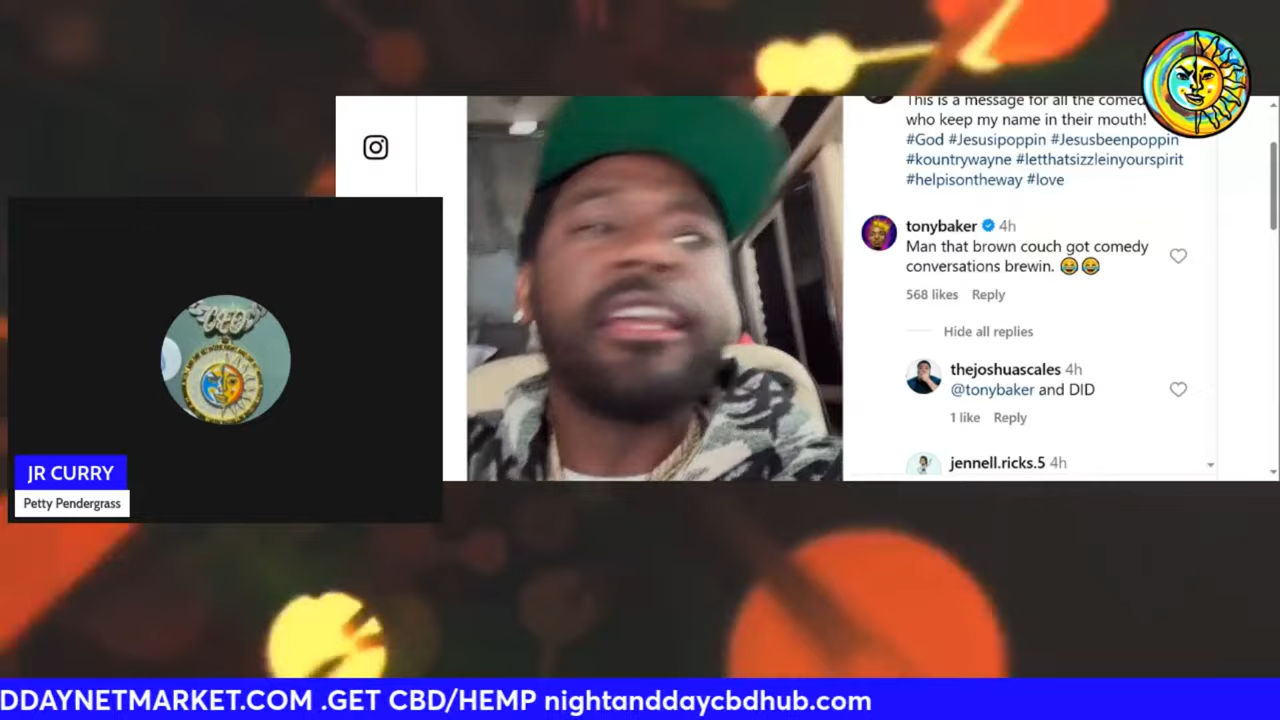 This is a message for all the comed
who keep my name in their mouth!
#God #Jesusipoppin #Jesusbeenpoppin
#kountrywayne #letthatsizzleinyourspirit
#helpisontheway #love
tonybaker 4h
Man that brown couch got comedy
conversations brewin. 😂😂
568 likes Reply
Hide all replies
thejoshuascales 4h
@tonybaker and DID
1 like Reply
jennell.ricks.5 4h
CEO
JR CURRY
Petty Pendergrass
DDAYNETMARKET.COM .GET CBD/HEMP nightanddaycbdhub.com